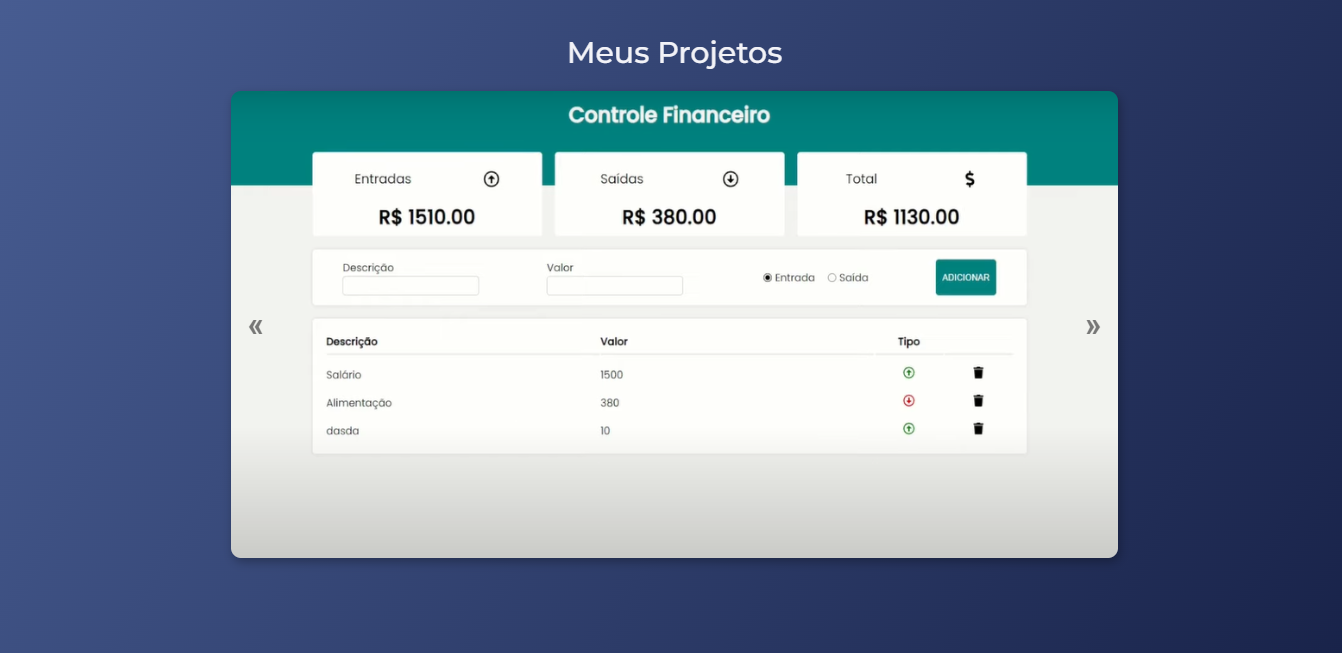 Meus Projetos
Controle Financeiro
Entradas
Saídas
Total
$
R$ 1510.00
R$ 380.00
R$ 1130.00
Descrição
Valor
Entrada
Saída
ADICIONAR
«
»
Descrição Valor Tipo
Salário 1500
Alimentação 380
dasda 10